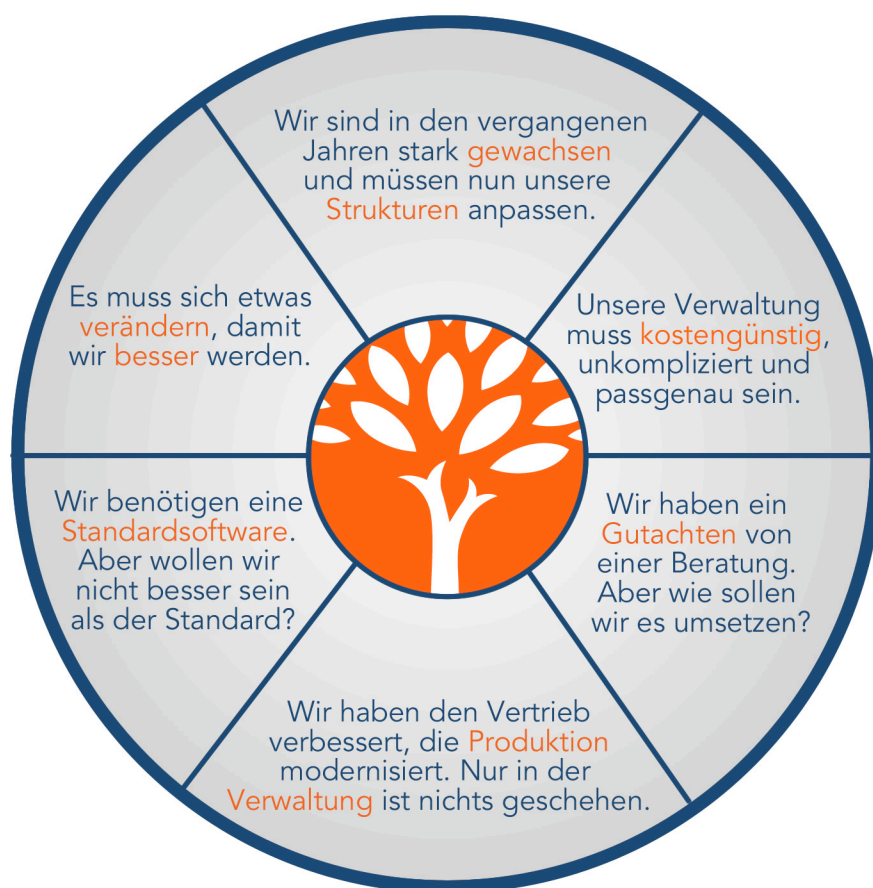 Wir sind in den vergangenen
Jahren stark gewachsen
und müssen nun unsere
Strukturen anpassen.
Unsere Verwaltung
muss kostengünstig,
unkompliziert und
passgenau sein.
Wir haben ein
Gutachten von
einer Beratung.
Aber wie sollen
wir es umsetzen?
Wir haben den Vertrieb
verbessert, die Produktion
modernisiert. Nur in der
Verwaltung ist nichts geschehen.
Wir benötigen eine
Standardsoftware.
Aber wollen wir
nicht besser sein
als der Standard?
Es muss sich etwas
verändern, damit
wir besser werden.